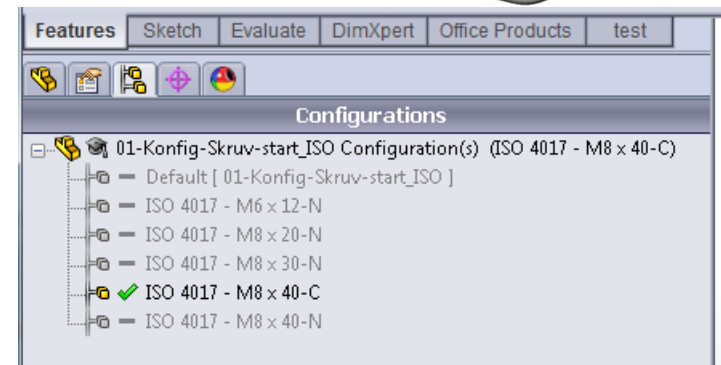 Features Sketch Evaluate DimXpert Office Products test
Configurations
01-Konfig-Skruv-start_ISO Configuration(s) (ISO 4017 - M8 x 40-C)
Default [ 01-Konfig-Skruv-start_ISO ]
ISO 4017 - M6 x 12-N
ISO 4017 - M8 x 20-N
ISO 4017 - M8 x 30-N
ISO 4017 - M8 x 40-C
ISO 4017 - M8 x 40-N